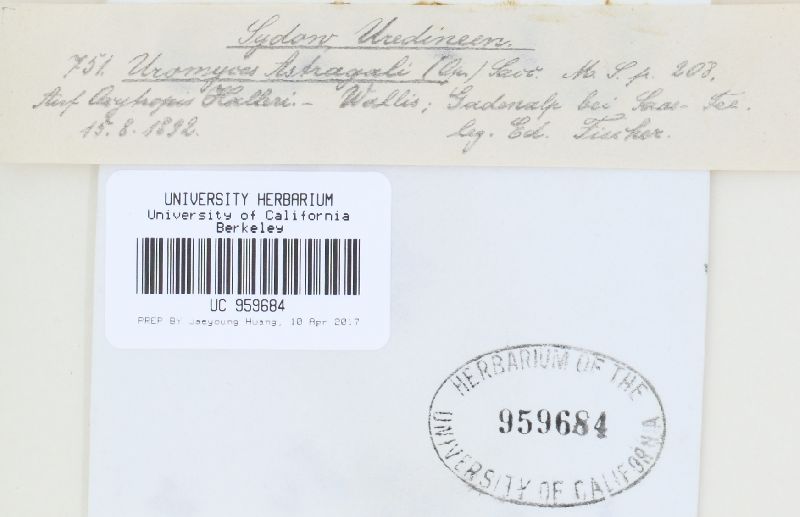 Sydow, Uredineen.
751. Uromyces Astragali (Op.) Sacc. M. S. p. 208.
Auf Oxytropus Halleri. - Wallis; Gadenalp bei Saas-Fee.
15. 8. 1892. leg. Ed. Fischer.
UNIVERSITY HERBARIUM
University of California
Berkeley
UC 959684
PREP BY Jaeyoung Huang, 10 Apr 2017
HERBARIUM OF THE
959684
UNIVERSITY OF CALIFORNIA